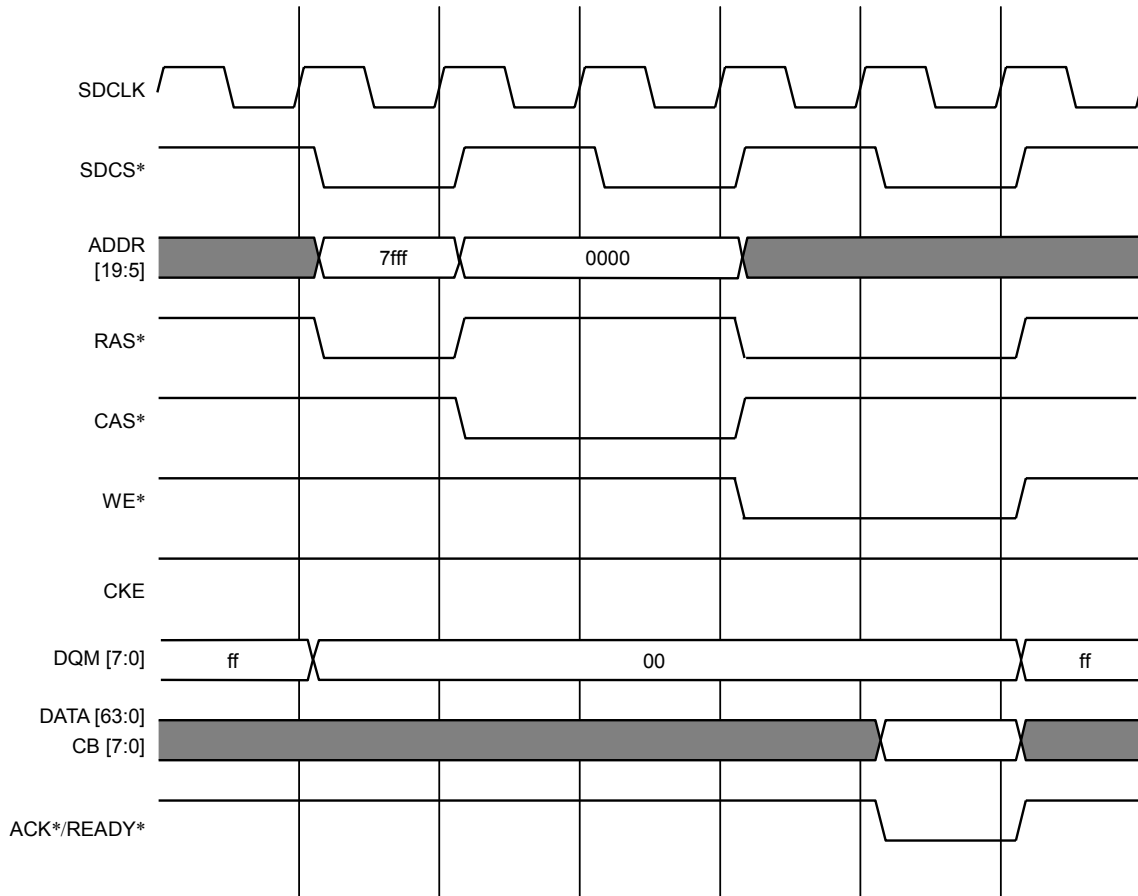 SDCLK
SDCS*
ADDR
[19:5]
7fff
0000
RAS*
CAS*
WE*
CKE
DQM [7:0]
ff
00
ff
DATA [63:0]
CB [7:0]
ACK*/READY*